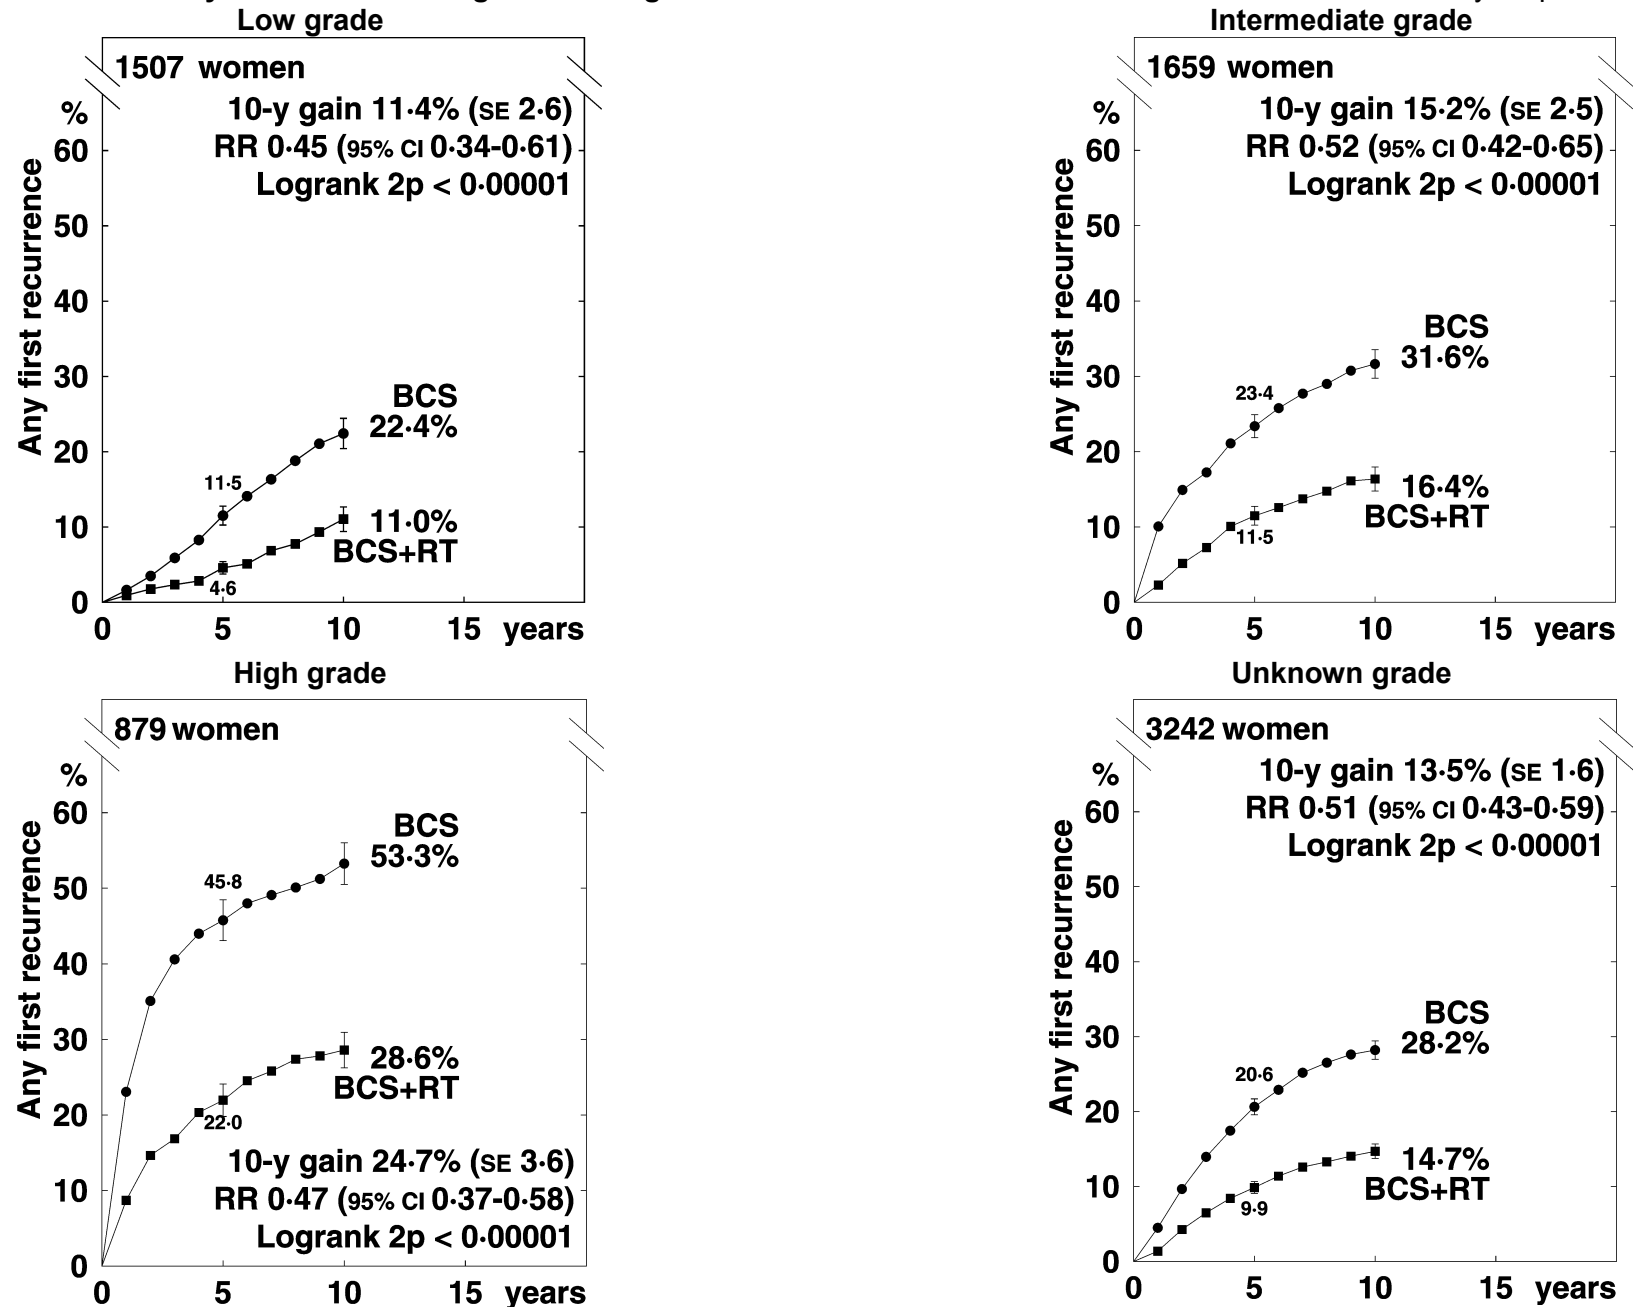 Low grade
1507 women
10-y gain 11·4% (SE 2·6)
RR 0·45 (95% CI 0·34-0·61)
Logrank 2p < 0·00001
%
60
50
40
30
20
10
0
Any first recurrence
BCS
22·4%
11·5
11·0%
BCS+RT
4·6
0 5 10 15 years
Intermediate grade
1659 women
10-y gain 15·2% (SE 2·5)
RR 0·52 (95% CI 0·42-0·65)
Logrank 2p < 0·00001
%
60
50
40
30
20
10
0
Any first recurrence
BCS
31·6%
23·4
16·4%
BCS+RT
11·5
0 5 10 15 years
High grade
879 women
%
60
50
40
30
20
10
0
Any first recurrence
BCS
53·3%
45·8
28·6%
BCS+RT
22·0
10-y gain 24·7% (SE 3·6)
RR 0·47 (95% CI 0·37-0·58)
Logrank 2p < 0·00001
0 5 10 15 years
Unknown grade
3242 women
10-y gain 13·5% (SE 1·6)
RR 0·51 (95% CI 0·43-0·59)
Logrank 2p < 0·00001
%
60
50
40
30
20
10
0
Any first recurrence
BCS
28·2%
20·6
14·7%
BCS+RT
9·9
0 5 10 15 years